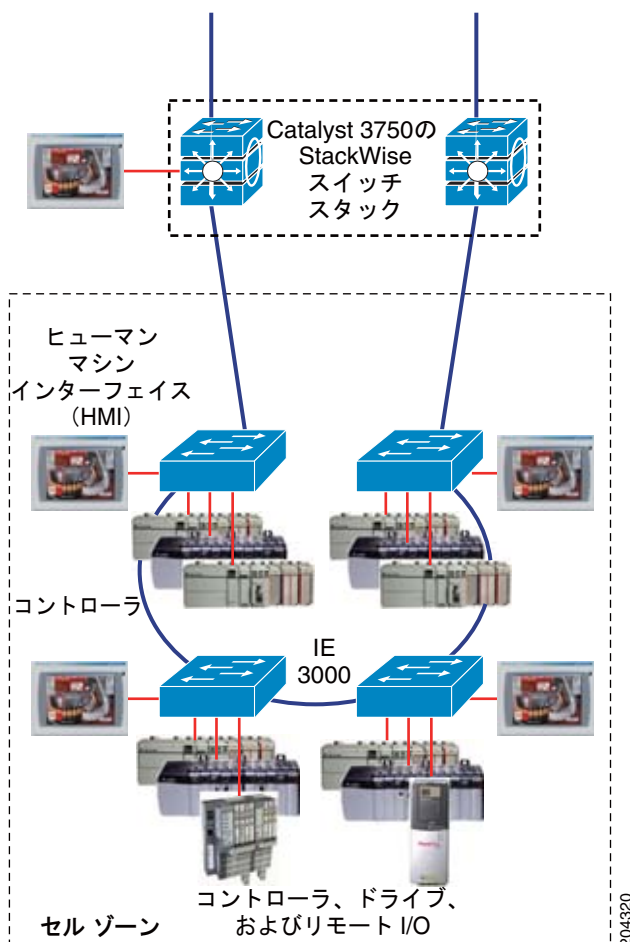 Catalyst 3750の
StackWise
スイッチ
スタック
ヒューマン
マシン
インターフェイス
（HMI）
コントローラ
IE
3000
コントローラ、ドライブ、
およびリモート I/O
セル ゾーン
204320